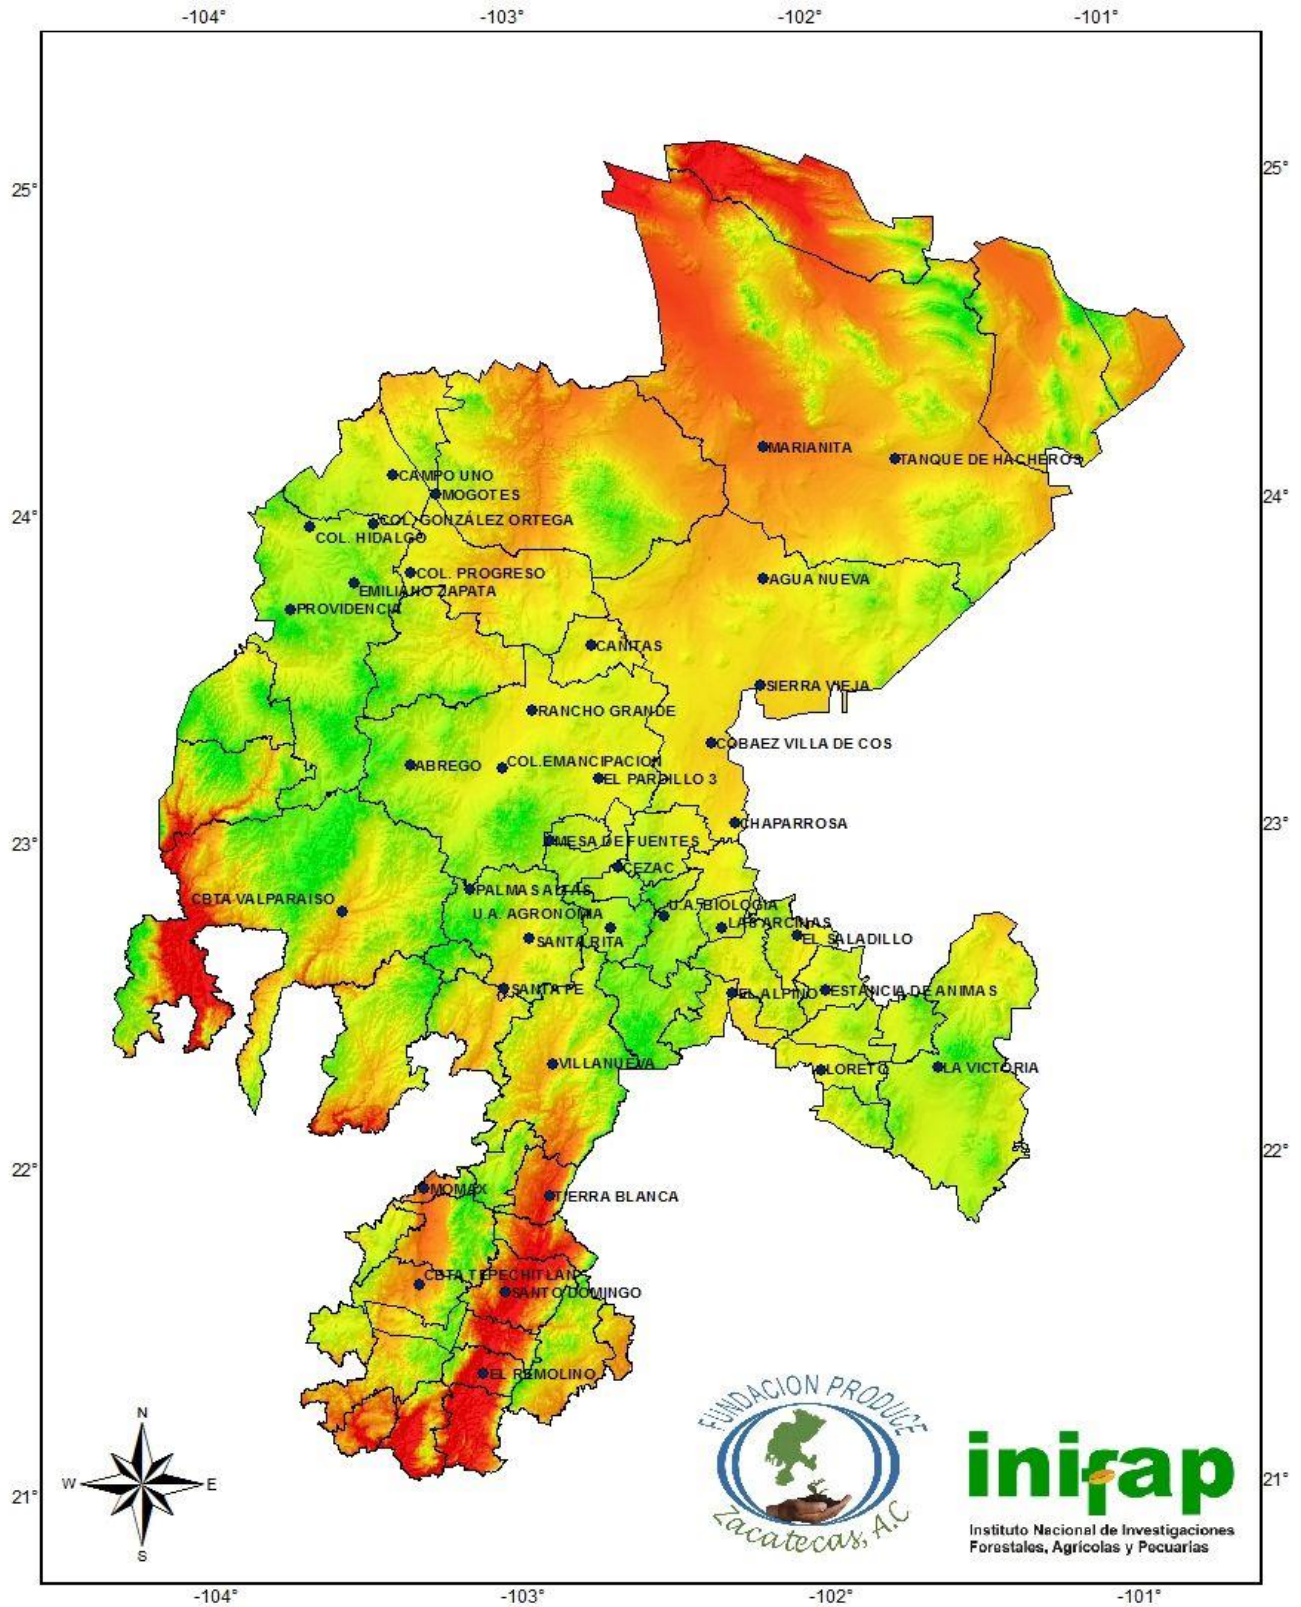 -104°
-103°
-102°
-101°
25°
25°
MARIANITA
TANQUE DE HACHEROS
CAMPO UNO
MOGOTES
24°
24°
COL. GONZÁLEZ ORTEGA
COL. HIDALGO
COL. PROGRESO
AGUA NUEVA
EMILIANO ZAPATA
PROVIDENCIA
CAÑITAS
SIERRA VIEJA
RANCHO GRANDE
COBAEZ VILLA DE COS
COL.EMANCIPACION
ABREGO
EL PARDILLO 3
CHAPARROSA
23°
23°
MESA DE FUENTES
CEZAC
PALMAS ALTAS
CBTA VALPARAISO
U.A. BIOLOGIA
U.A. AGRONOMIA
LAS ARCINAS
EL SALADILLO
SANTA RITA
SANTA FE
EL ALPINO
ESTANCIA DE ANIMAS
VILLANUEVA
LORETO
LA VICTORIA
22°
22°
MOMAX
TIERRA BLANCA
CBTA TEPECHITLAN
SANTO DOMINGO
EL REMOLINO
FUNDACION PRODUCE
Zacatecas, A.C
N
W
E
S
inifap
Instituto Nacional de Investigaciones
Forestales, Agrícolas y Pecuarias
21°
21°
-104°
-103°
-102°
-101°